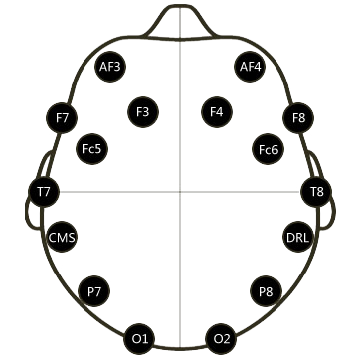 AF3 AF4
F3 F4
F7 F8
Fc5 Fc6
T7 T8
CMS DRL
P7 P8
O1 O2